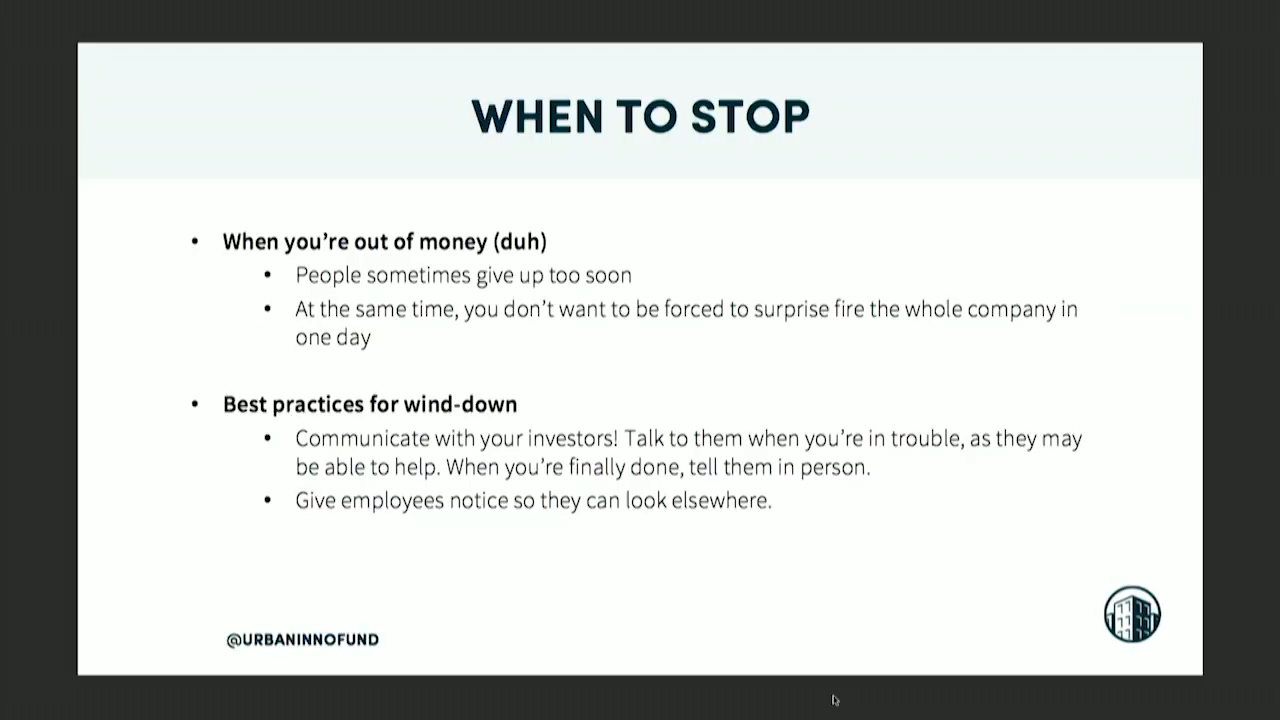 WHEN TO STOP
• When you’re out of money (duh)
• People sometimes give up too soon
• At the same time, you don’t want to be forced to surprise fire the whole company in
one day
• Best practices for wind-down
• Communicate with your investors! Talk to them when you’re in trouble, as they may
be able to help. When you’re finally done, tell them in person.
• Give employees notice so they can look elsewhere.
@URBANINNOFUND